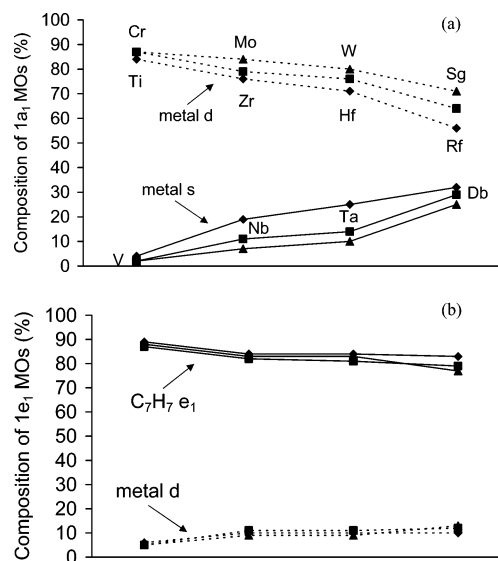 (a)
Composition of 1a₁ MOs (%)
100
90
80
70
60
50
40
30
20
10
0
Cr
Mo
W
Sg
Ti
metal d
Zr
Hf
Rf
metal s
Nb
Ta
Db
V
(b)
Composition of 1e₁ MOs (%)
100
90
80
70
60
50
40
30
20
10
0
C₇H₇ e₁
metal d